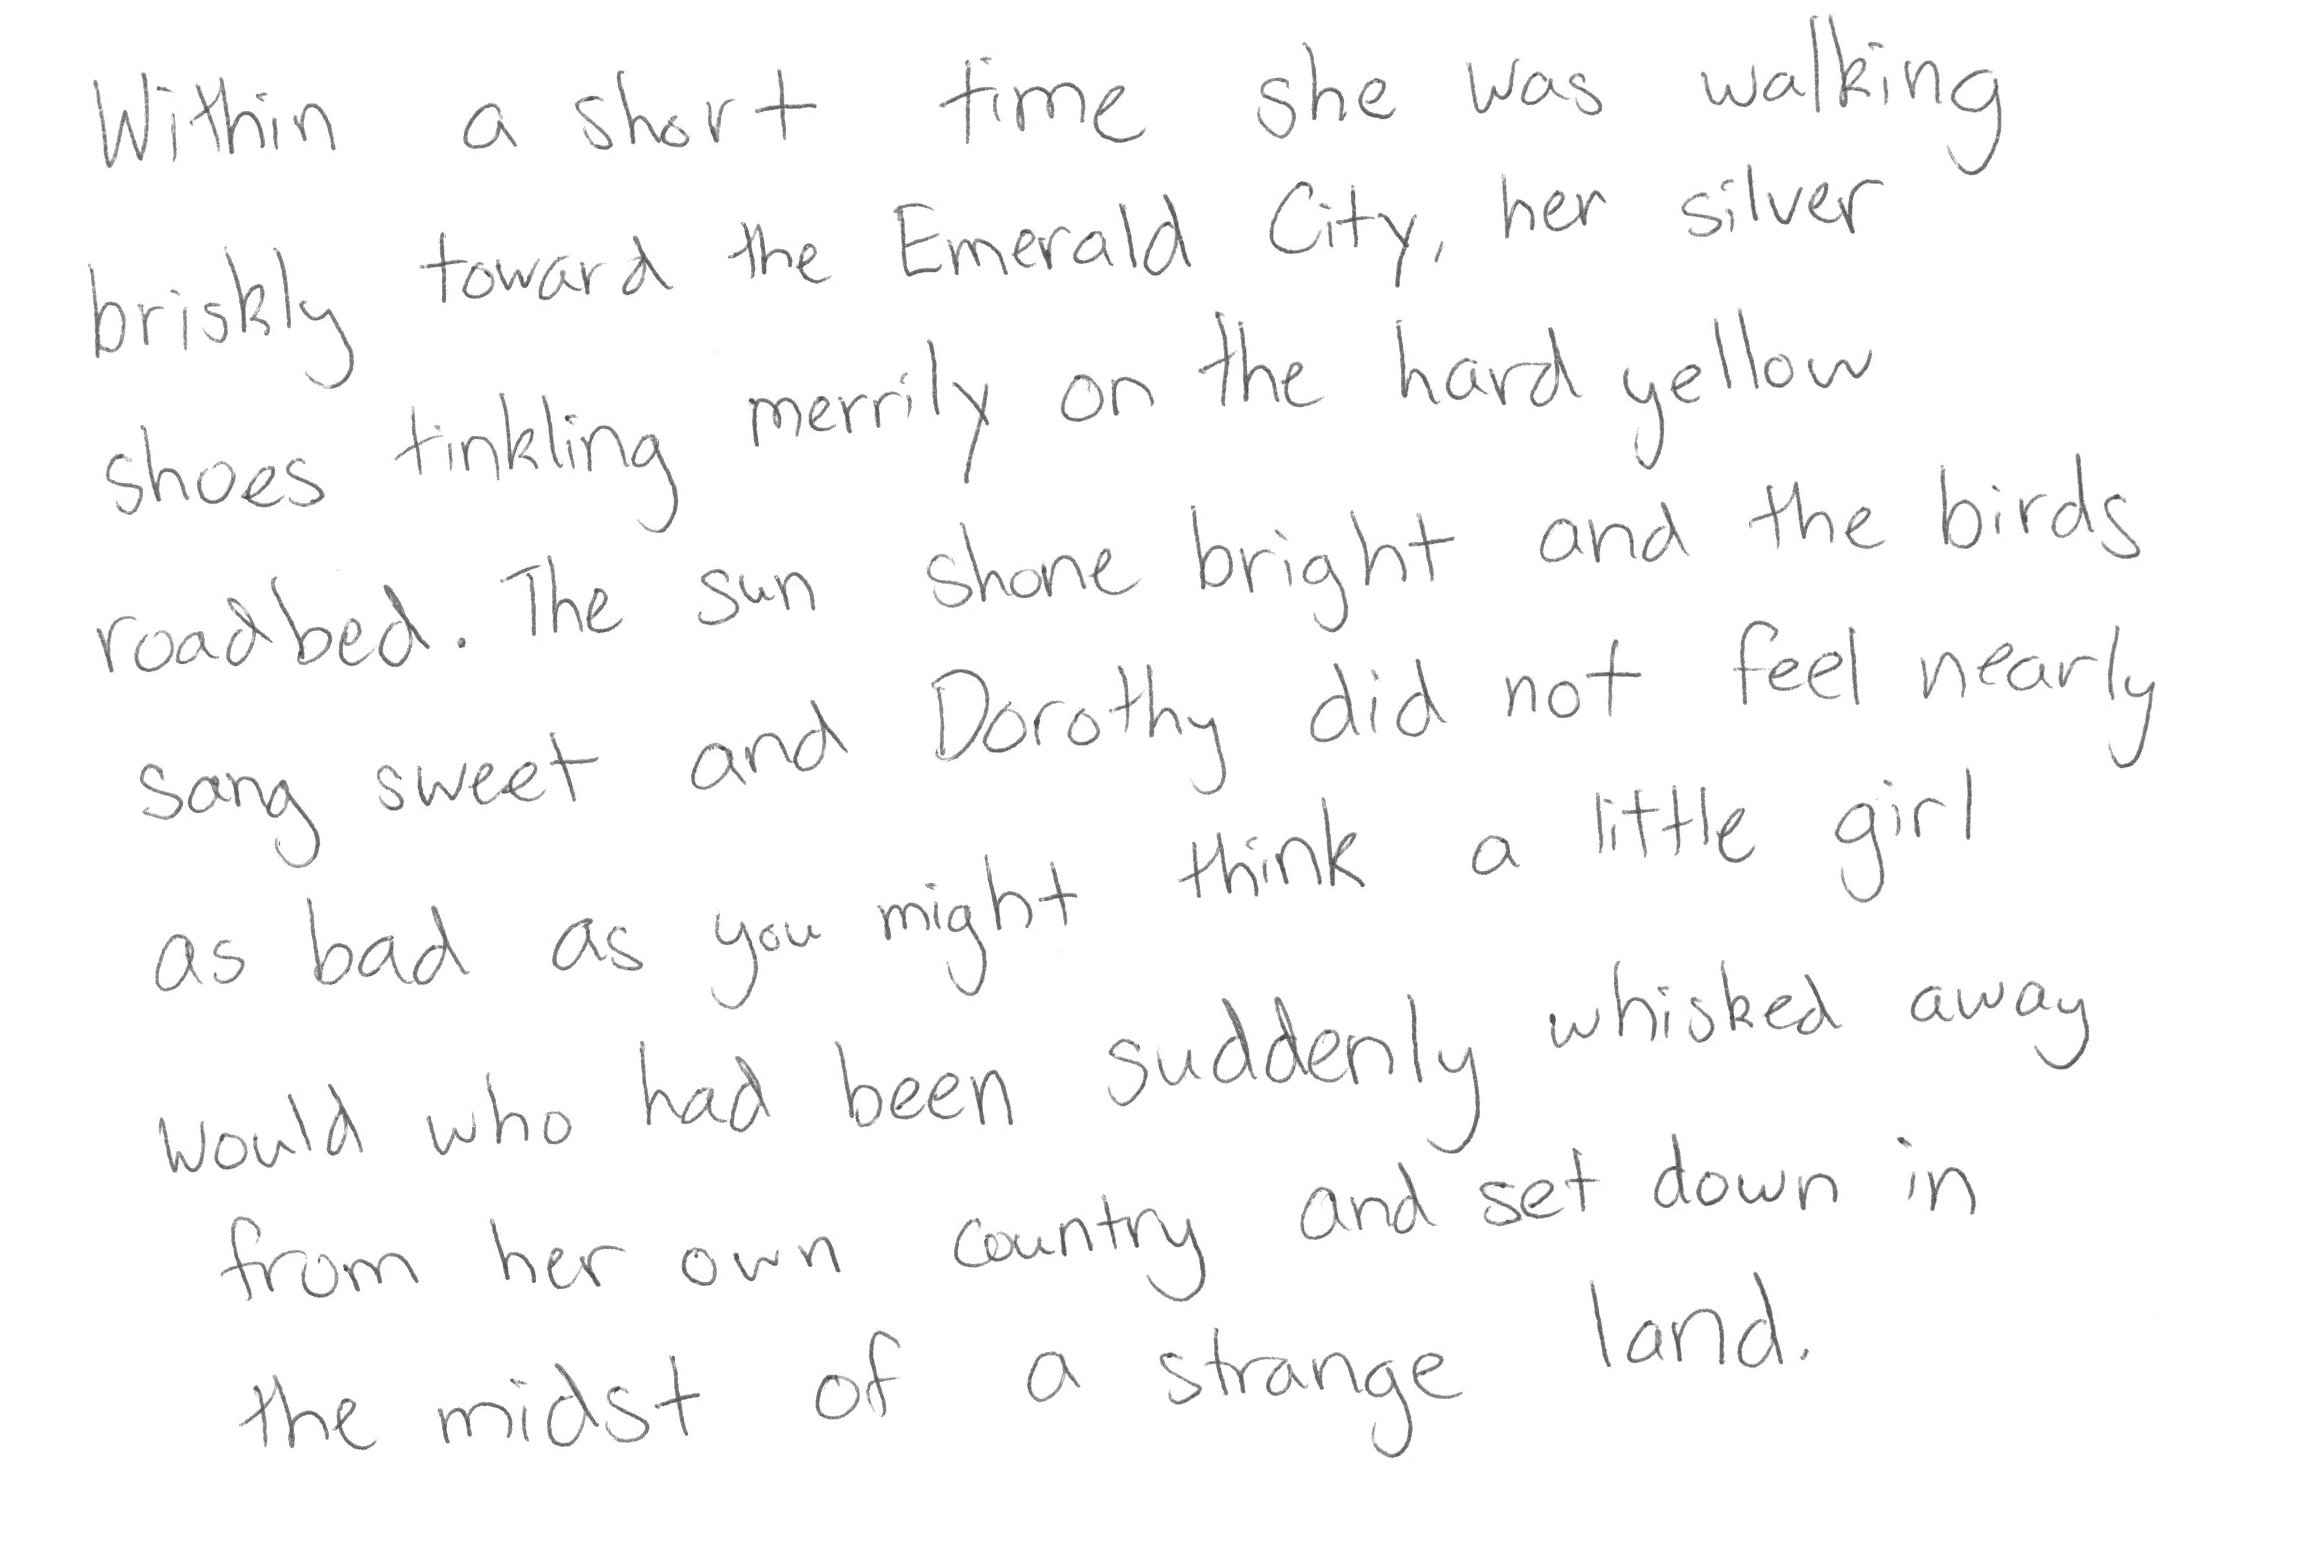 Within a short time she was walking
briskly toward the Emerald City, her silver
shoes tinkling merrily on the hard yellow
roadbed. The sun shone bright and the birds
sang sweet and Dorothy did not feel nearly
as bad as you might think a little girl
would who had been suddenly whisked away
from her own country and set down in
the midst of a strange land.